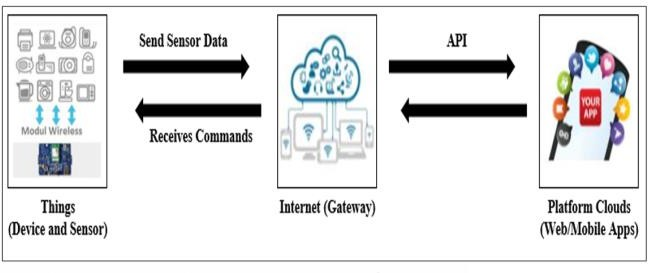 Send Sensor Data
API
Modul Wireless
YOUR
APP
Receives Commands
Things
(Device and Sensor)
Internet (Gateway)
Platform Clouds
(Web/Mobile Apps)